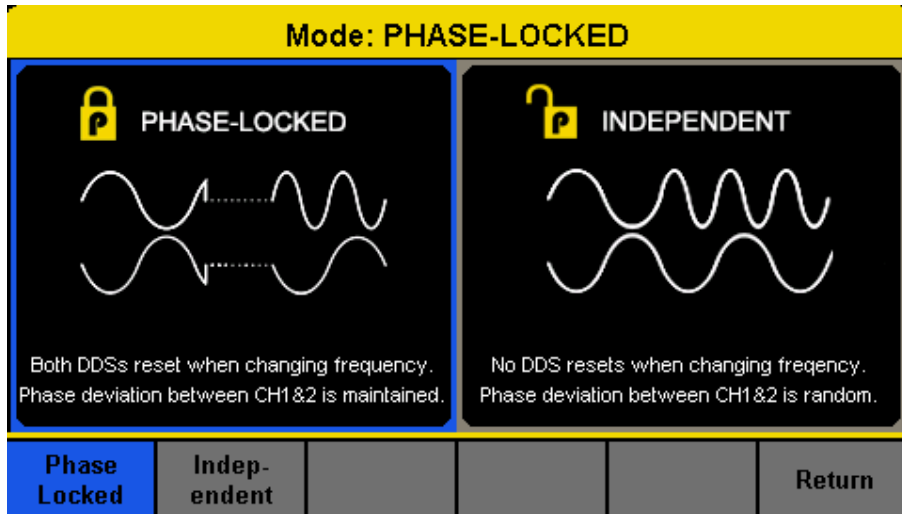 Mode: PHASE-LOCKED
PHASE-LOCKED
Both DDSs reset when changing frequency.
Phase deviation between CH1&2 is maintained.
INDEPENDENT
No DDS resets when changing freqency.
Phase deviation between CH1&2 is random.
Phase
Locked
Indep-
endent
Return